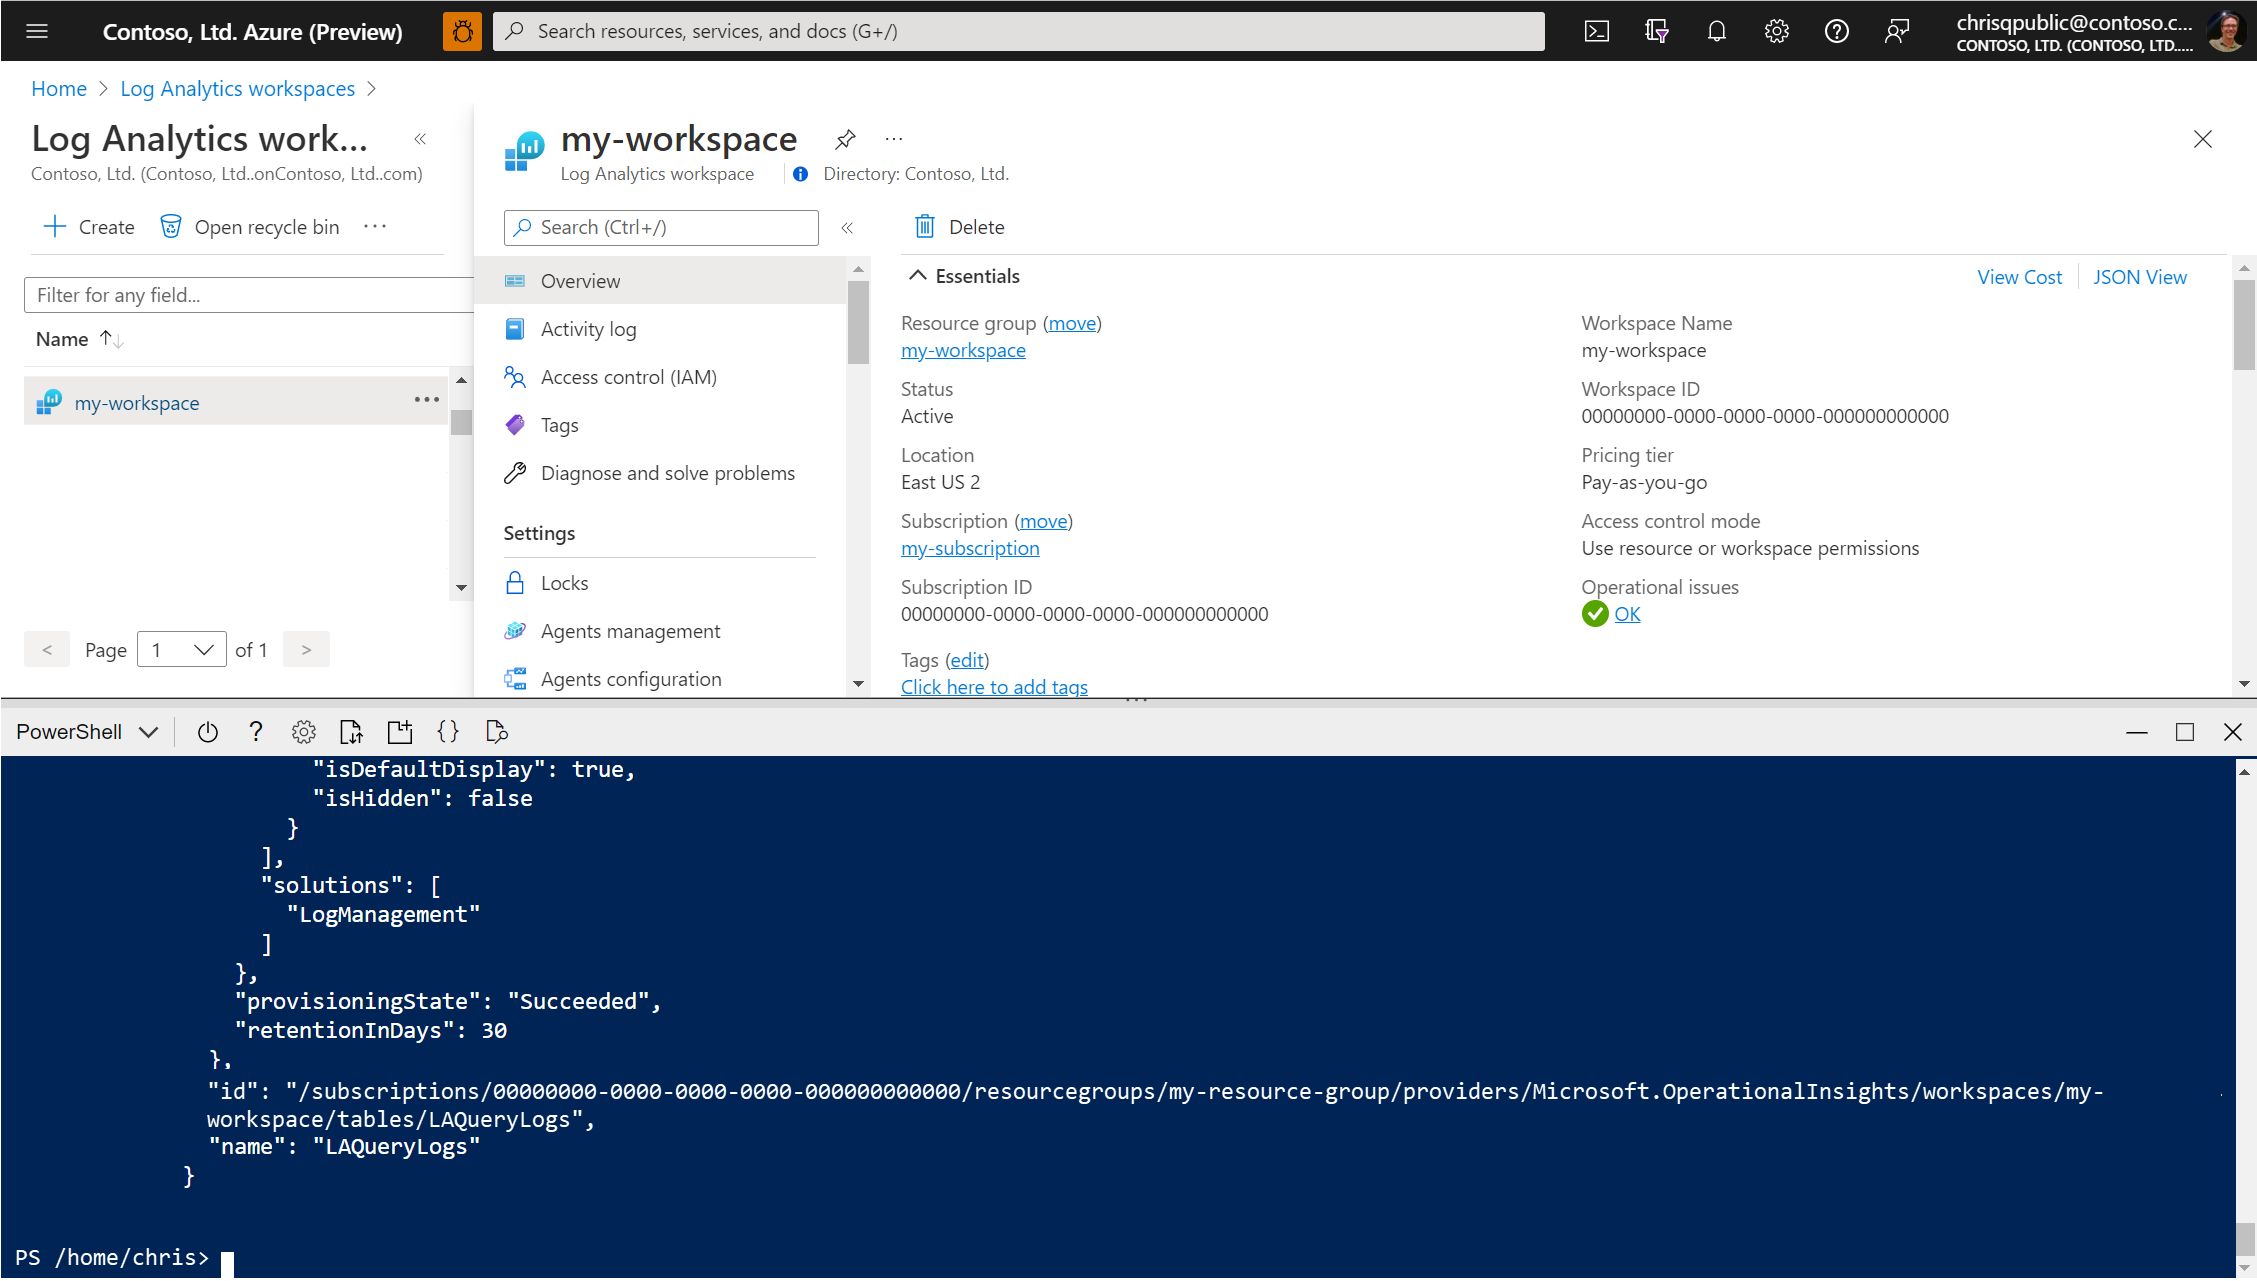 Contoso, Ltd. Azure (Preview)
Search resources, services, and docs (G+/)
chrisqpublic@contoso.c...
CONTOSO, LTD. (CONTOSO, LTD.....
Home > Log Analytics workspaces >
Log Analytics work...
Contoso, Ltd. (Contoso, Ltd..onContoso, Ltd..com)
Create
Open recycle bin
Filter for any field...
Name
my-workspace
< Page 1 of 1 >
my-workspace
Log Analytics workspace
Directory: Contoso, Ltd.
Search (Ctrl+/)
Overview
Activity log
Access control (IAM)
Tags
Diagnose and solve problems
Settings
Locks
Agents management
Agents configuration
Delete
Essentials
View Cost
JSON View
Resource group (move)
my-workspace
Status
Active
Location
East US 2
Subscription (move)
my-subscription
Subscription ID
00000000-0000-0000-0000-000000000000
Tags (edit)
Click here to add tags
Workspace Name
my-workspace
Workspace ID
00000000-0000-0000-0000-000000000000
Pricing tier
Pay-as-you-go
Access control mode
Use resource or workspace permissions
Operational issues
OK
PowerShell
? {}
"isDefaultDisplay": true,
"isHidden": false
}
],
"solutions": [
"LogManagement"
]
},
"provisioningState": "Succeeded",
"retentionInDays": 30
},
"id": "/subscriptions/00000000-0000-0000-0000-000000000000/resourcegroups/my-resource-group/providers/Microsoft.OperationalInsights/workspaces/my-
workspace/tables/LAQueryLogs",
"name": "LAQueryLogs"
}
PS /home/chris>